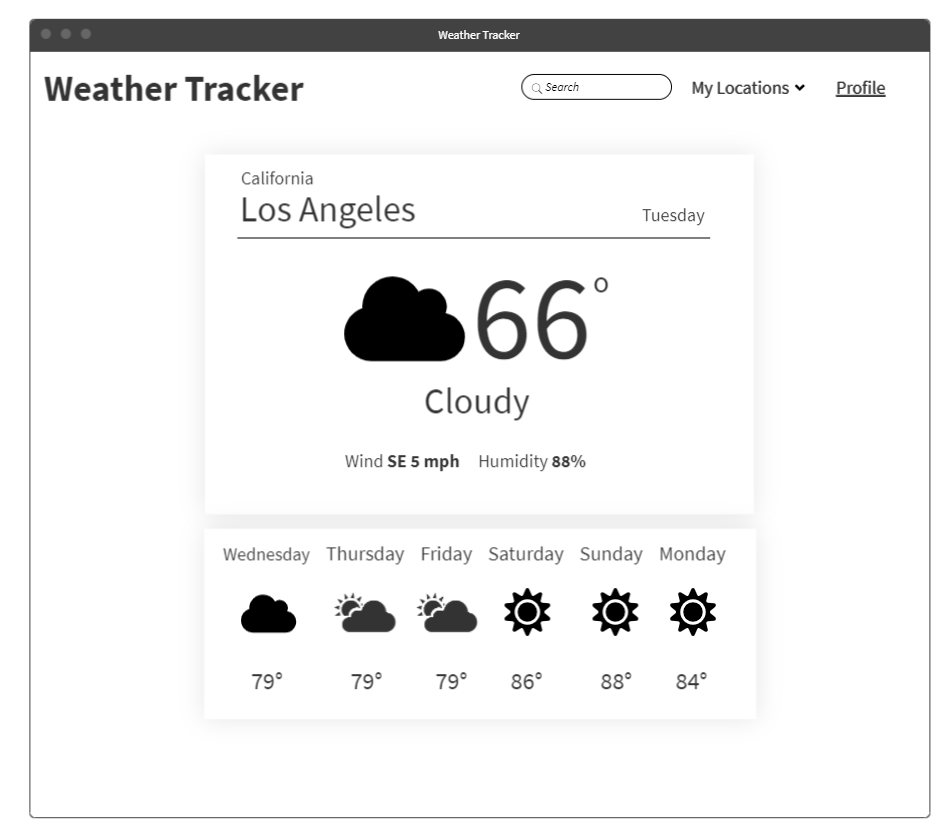 Weather Tracker
Weather Tracker
Search
My Locations
Profile
California
Los Angeles
Tuesday
66°
Cloudy
Wind SE 5 mph Humidity 88%
Wednesday Thursday Friday Saturday Sunday Monday
79° 79° 79° 86° 88° 84°